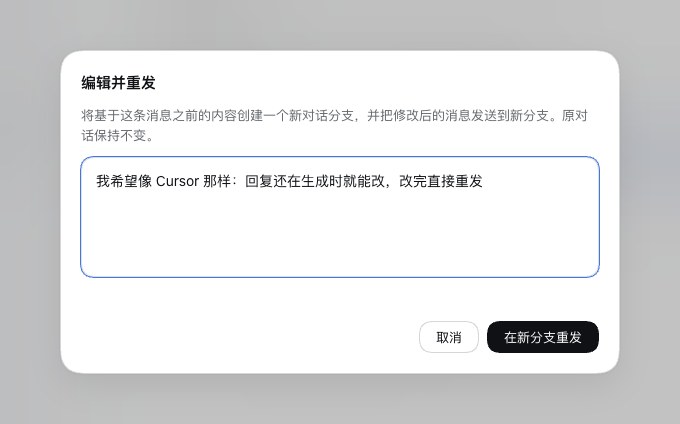 编辑并重发
将基于这条消息之前的内容创建一个新对话分支，并把修改后的消息发送到新分支。原对
话保持不变。
我希望像 Cursor 那样：回复还在生成时就能改，改完直接重发
取消
在新分支重发